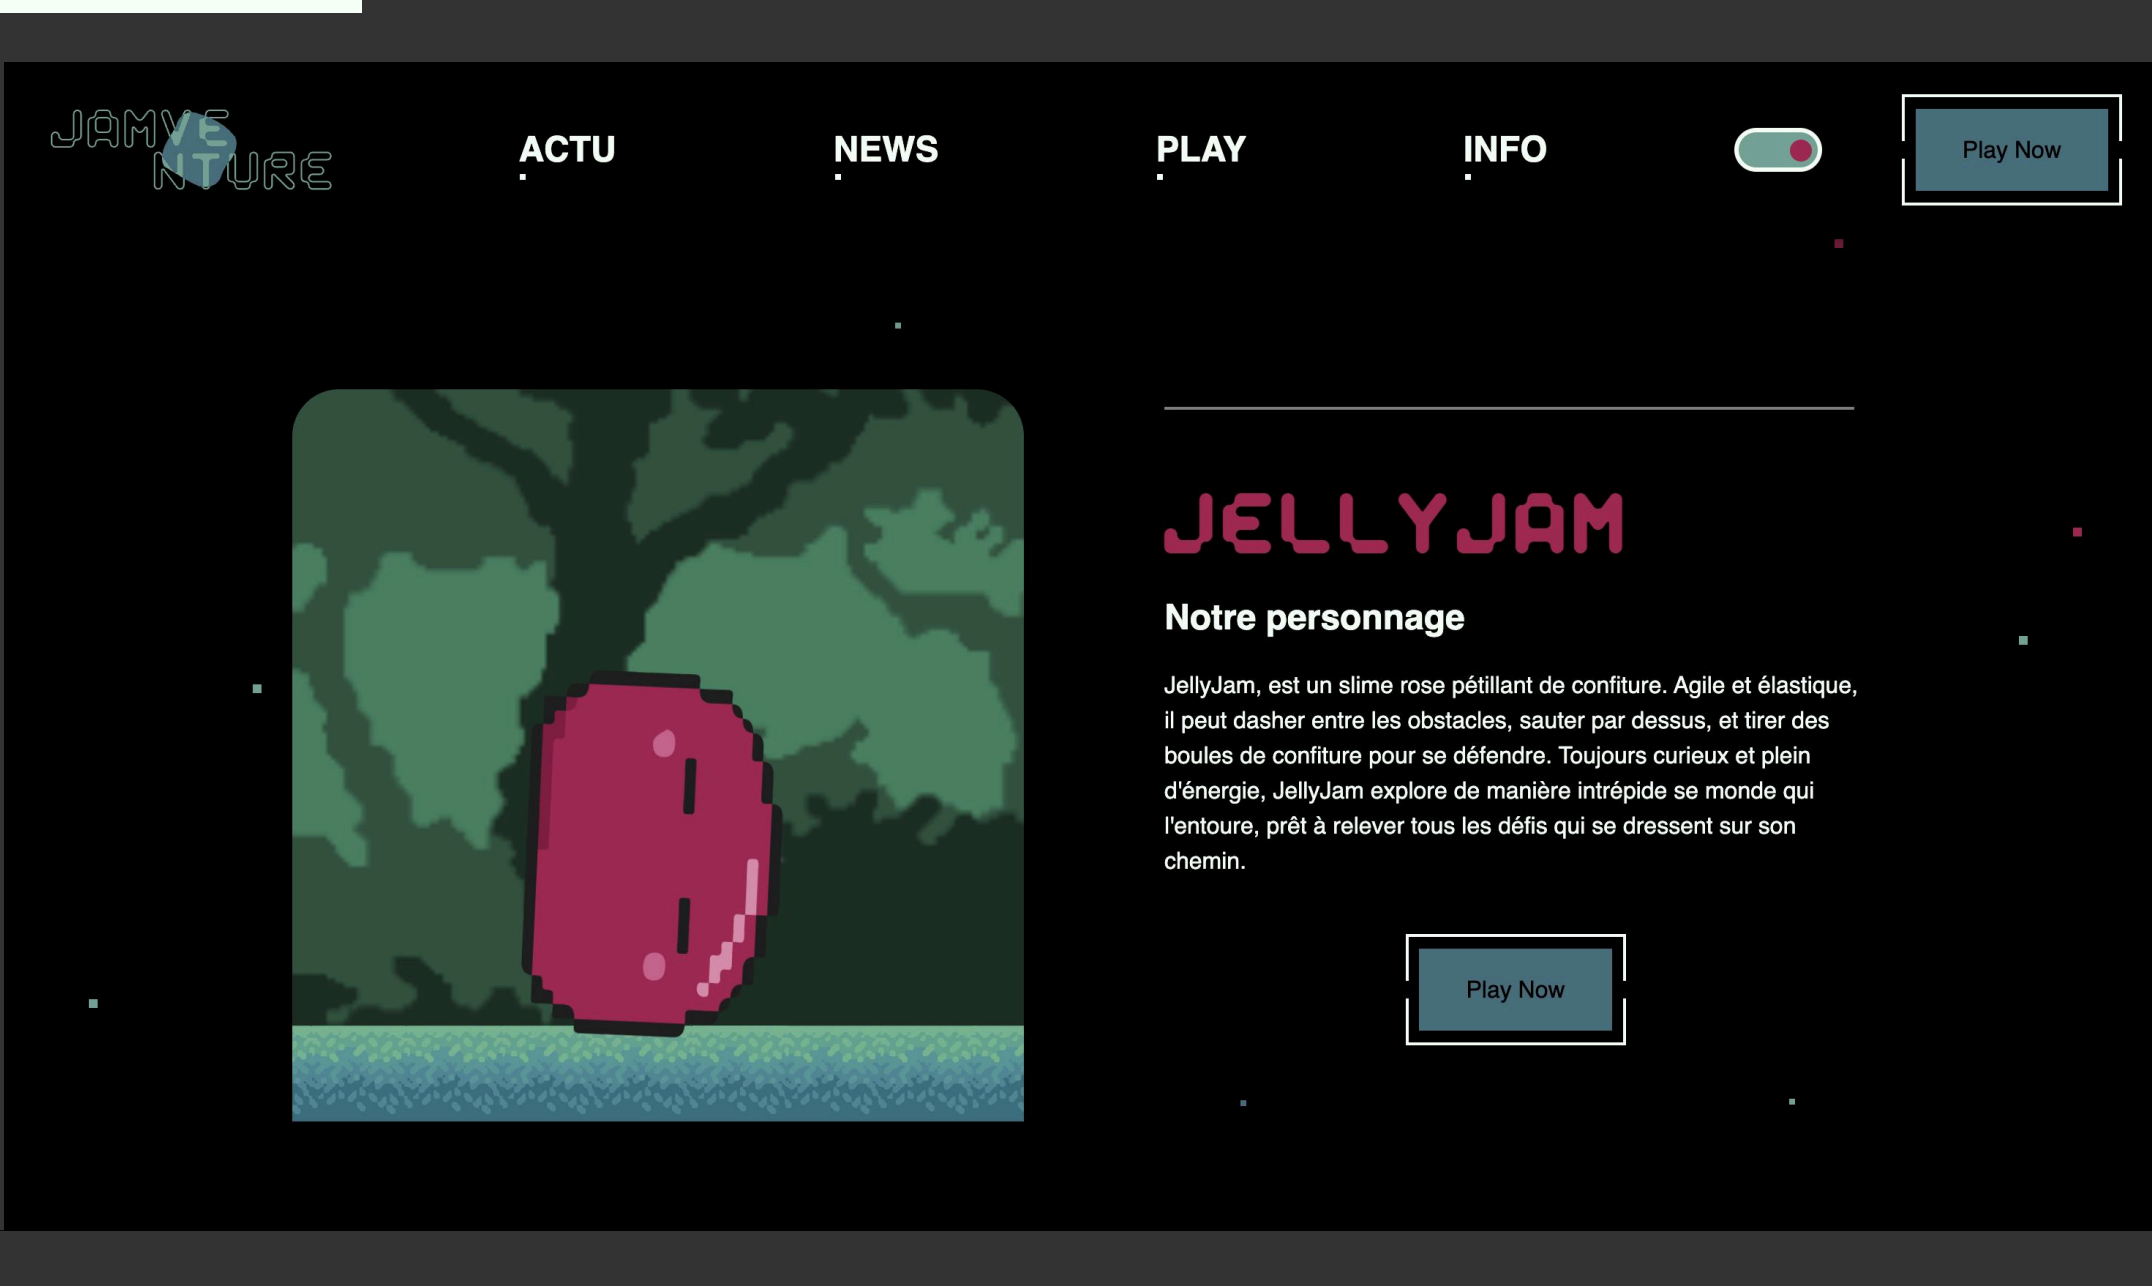 JAMVE
NTURE
ACTU
NEWS
PLAY
INFO
Play Now
JELLYJAM
Notre personnage
JellyJam, est un slime rose pétillant de confiture. Agile et élastique,
il peut dasher entre les obstacles, sauter par dessus, et tirer des
boules de confiture pour se défendre. Toujours curieux et plein
d'énergie, JellyJam explore de manière intrépide se monde qui
l'entoure, prêt à relever tous les défis qui se dressent sur son
chemin.
Play Now